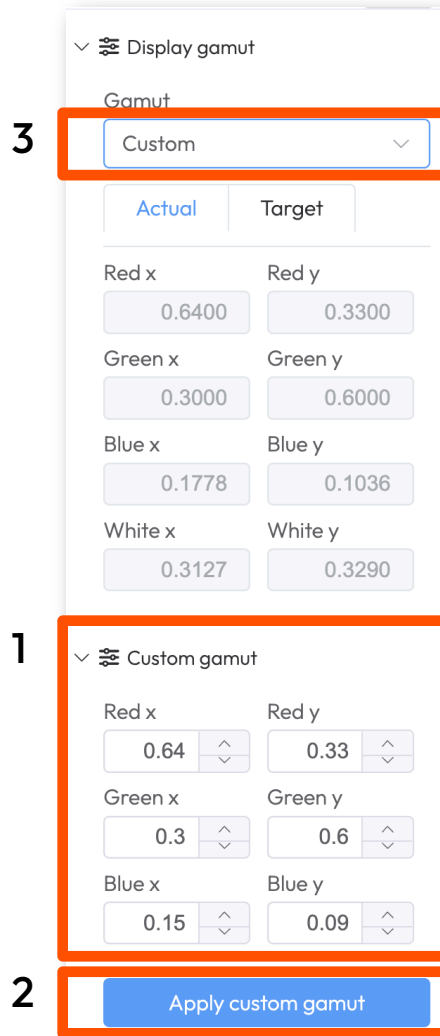 Display gamut
Gamut
3
Custom
Actual Target
Red x Red y
0.6400 0.3300
Green x Green y
0.3000 0.6000
Blue x Blue y
0.1778 0.1036
White x White y
0.3127 0.3290
1
Custom gamut
Red x Red y
0.64 0.33
Green x Green y
0.3 0.6
Blue x Blue y
0.15 0.09
2
Apply custom gamut